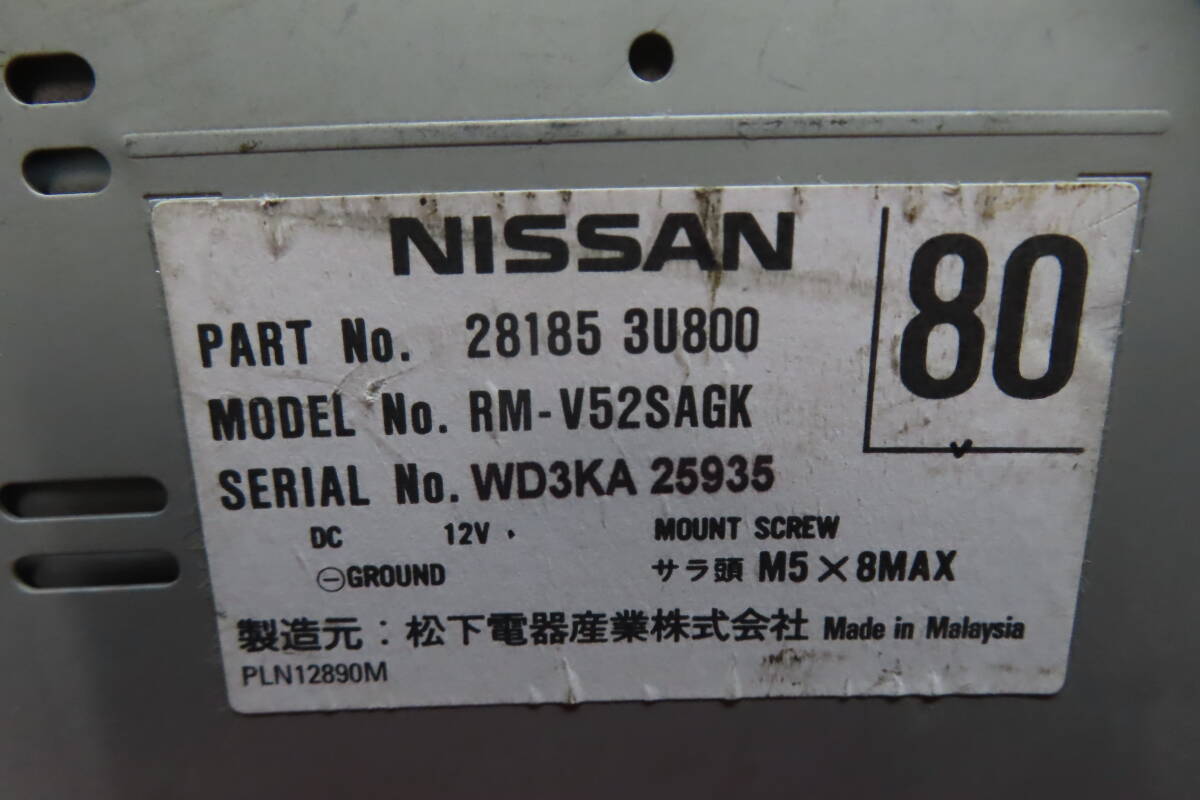 NISSAN
80
PART No. 28185 3U800
MODEL No. RM-V52SAGK
SERIAL No. WD3KA 25935
DC 12V MOUNT SCREW
⊖GROUND サラ頭 M5×8MAX
製造元:松下電器産業株式会社 Made in Malaysia
PLN12890M